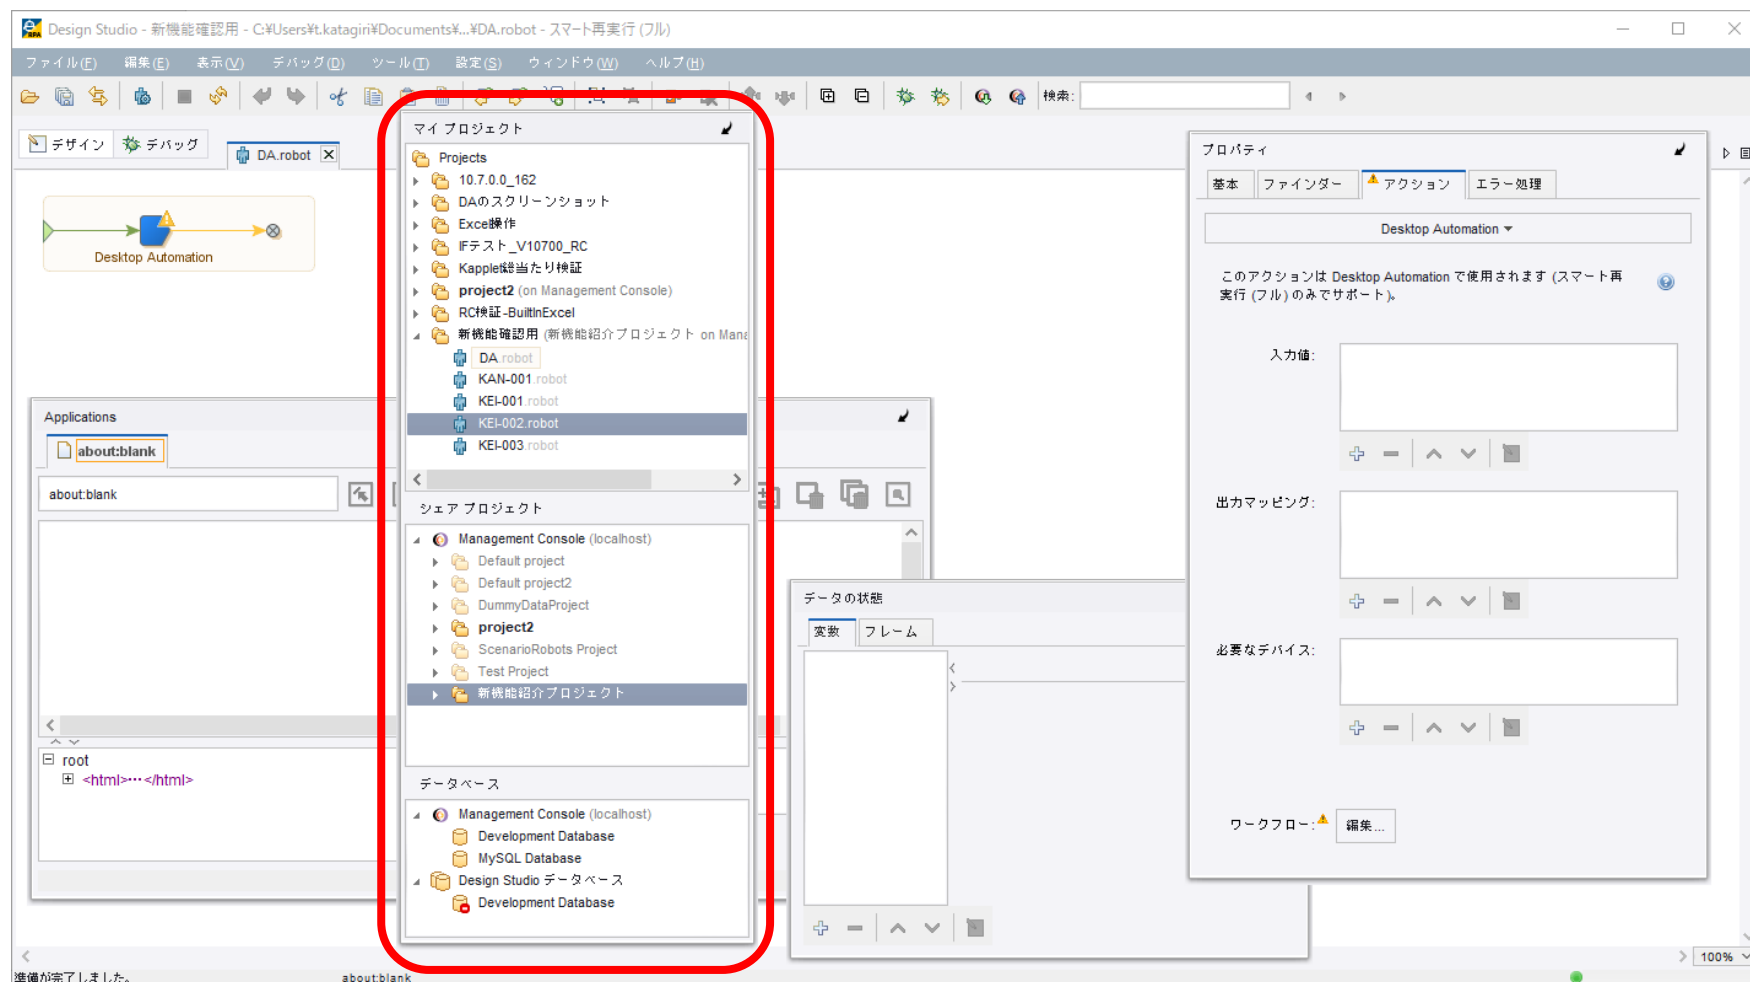 Design Studio - 新機能確認用 - C:¥Users¥t.katagiri¥Documents¥...¥DA.robot - スマート再実行 (フル)
ファイル(F) 編集(E) 表示(V) デバッグ(D) ツール(T) 設定(S) ウィンドウ(W) ヘルプ(H)
検索:
デザイン デバッグ DA.robot
Desktop Automation
Applications
about:blank
about:blank
root
<html>⋯</html>
マイ プロジェクト
Projects
10.7.0.0_162
DAのスクリーンショット
Excel操作
IFテスト_V10700_RC
Kapplet総当たり検証
project2 (on Management Console)
RC検証-BuiltInExcel
新機能確認用 (新機能紹介プロジェクト on Mana
DA.robot
KAN-001.robot
KEI-001.robot
KEI-002.robot
KEI-003.robot
シェア プロジェクト
Management Console (localhost)
Default project
Default project2
DummyDataProject
project2
ScenarioRobots Project
Test Project
新機能紹介プロジェクト
データベース
Management Console (localhost)
Development Database
MySQL Database
Design Studio データベース
Development Database
データの状態
変数 フレーム
プロパティ
基本 ファインダー アクション エラー処理
Desktop Automation
このアクションは Desktop Automation で使用されます (スマート再
実行 (フル) のみでサポート)。
入力値:
出力マッピング:
必要なデバイス:
ワークフロー: 編集...
100%
準備が完了しました。 about:blank